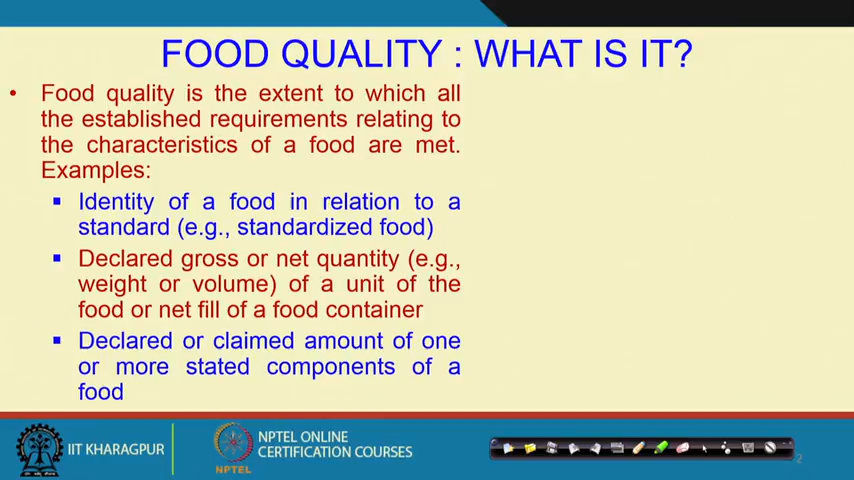 FOOD QUALITY : WHAT IS IT?
• Food quality is the extent to which all
the established requirements relating to
the characteristics of a food are met.
Examples:
▪ Identity of a food in relation to a
standard (e.g., standardized food)
▪ Declared gross or net quantity (e.g.,
weight or volume) of a unit of the
food or net fill of a food container
▪ Declared or claimed amount of one
or more stated components of a
food
IIT KHARAGPUR
NPTEL
NPTEL ONLINE
CERTIFICATION COURSES
2